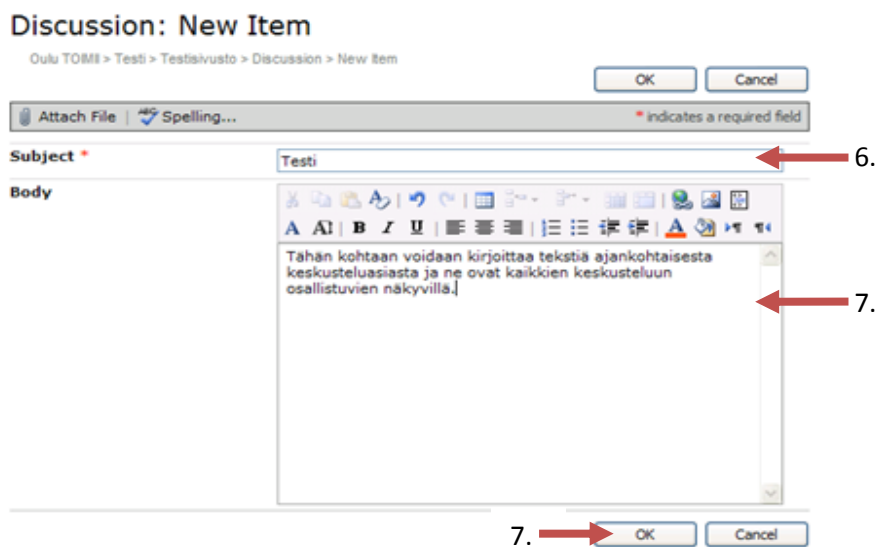 Discussion: New Item
Oulu TOIMII > Testi > Testisivusto > Discussion > New Item
OK Cancel
Attach File | Spelling... * indicates a required field
Subject * Testi 6.
Body
A A | B I U
Tähän kohtaan voidaan kirjoittaa tekstiä ajankohtaisesta
keskusteluasiasta ja ne ovat kaikkien keskusteluun
osallistuvien näkyvillä.
7.
7. OK Cancel